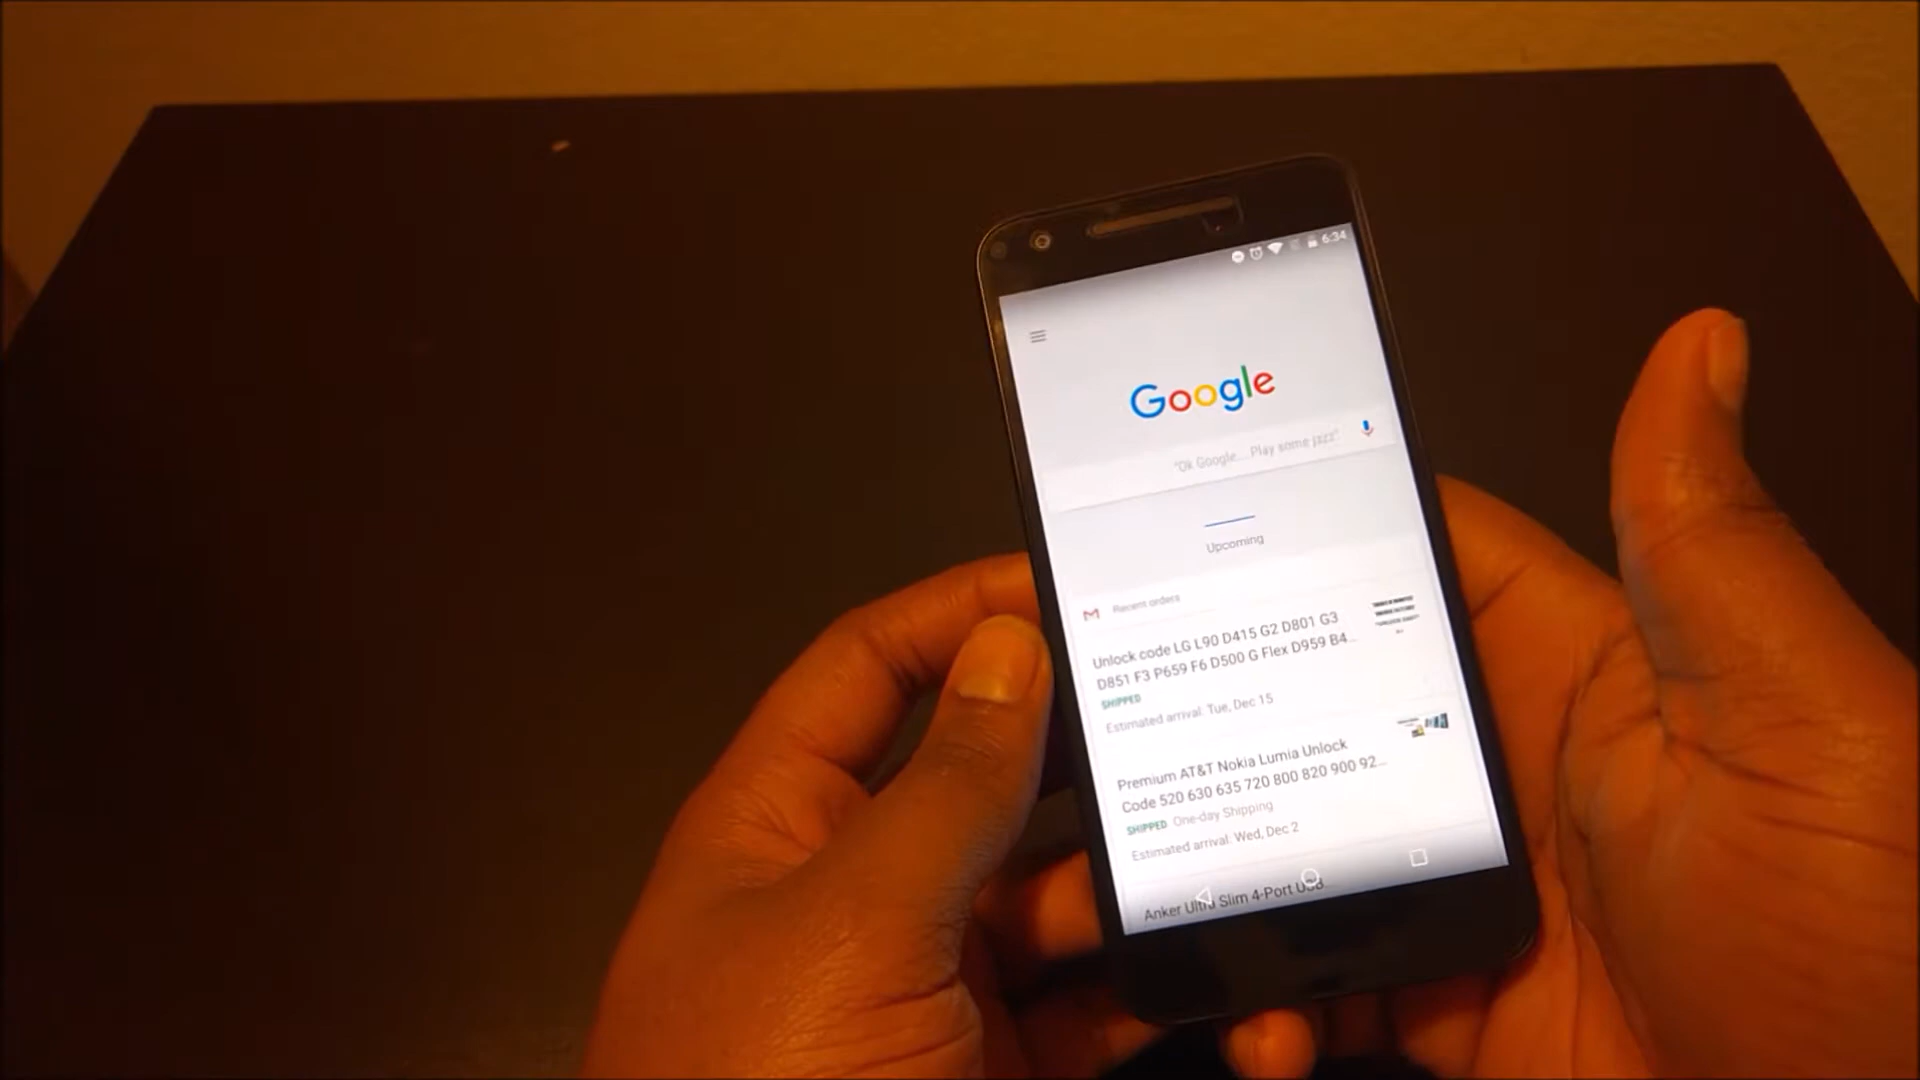 6:34
Google
"Ok Google... Play some jazz"
Upcoming
Recent orders
Unlock code LG L90 D415 G2 D801 G3
D851 F3 P659 F6 D500 G Flex D959 B4...
SHIPPED
Estimated arrival: Tue, Dec 15
Premium AT&T Nokia Lumia Unlock
Code 520 630 635 720 800 820 900 92...
SHIPPED One-day Shipping
Estimated arrival: Wed, Dec 2
Anker Ultra Slim 4-Port USB